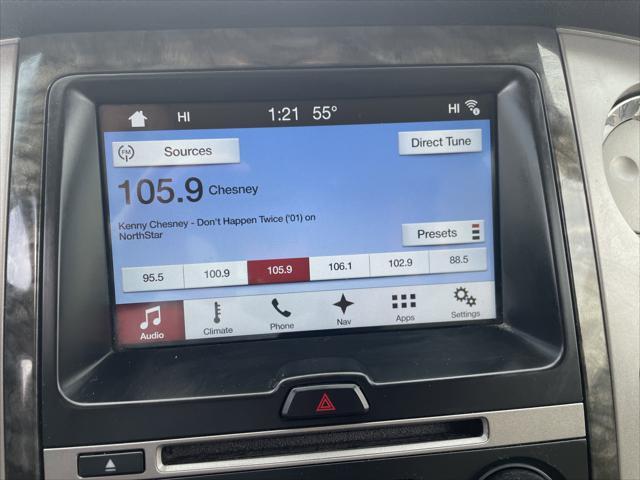 HI 1:21 55° HI
FM Sources Direct Tune
105.9 Chesney
Kenny Chesney - Don't Happen Twice ('01) on
NorthStar
Presets
95.5 100.9 105.9 106.1 102.9 88.5
Audio Climate Phone Nav Apps Settings